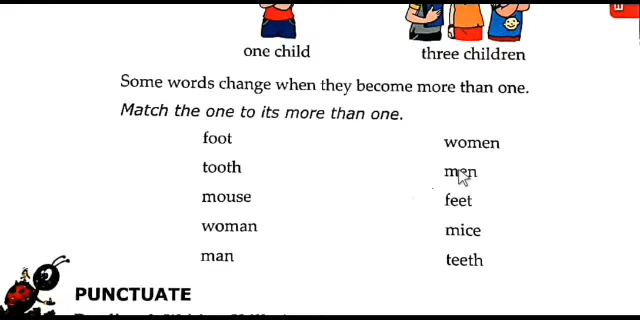 one child three children
Some words change when they become more than one.
Match the one to its more than one.
foot women
tooth men
mouse feet
woman mice
man teeth
PUNCTUATE